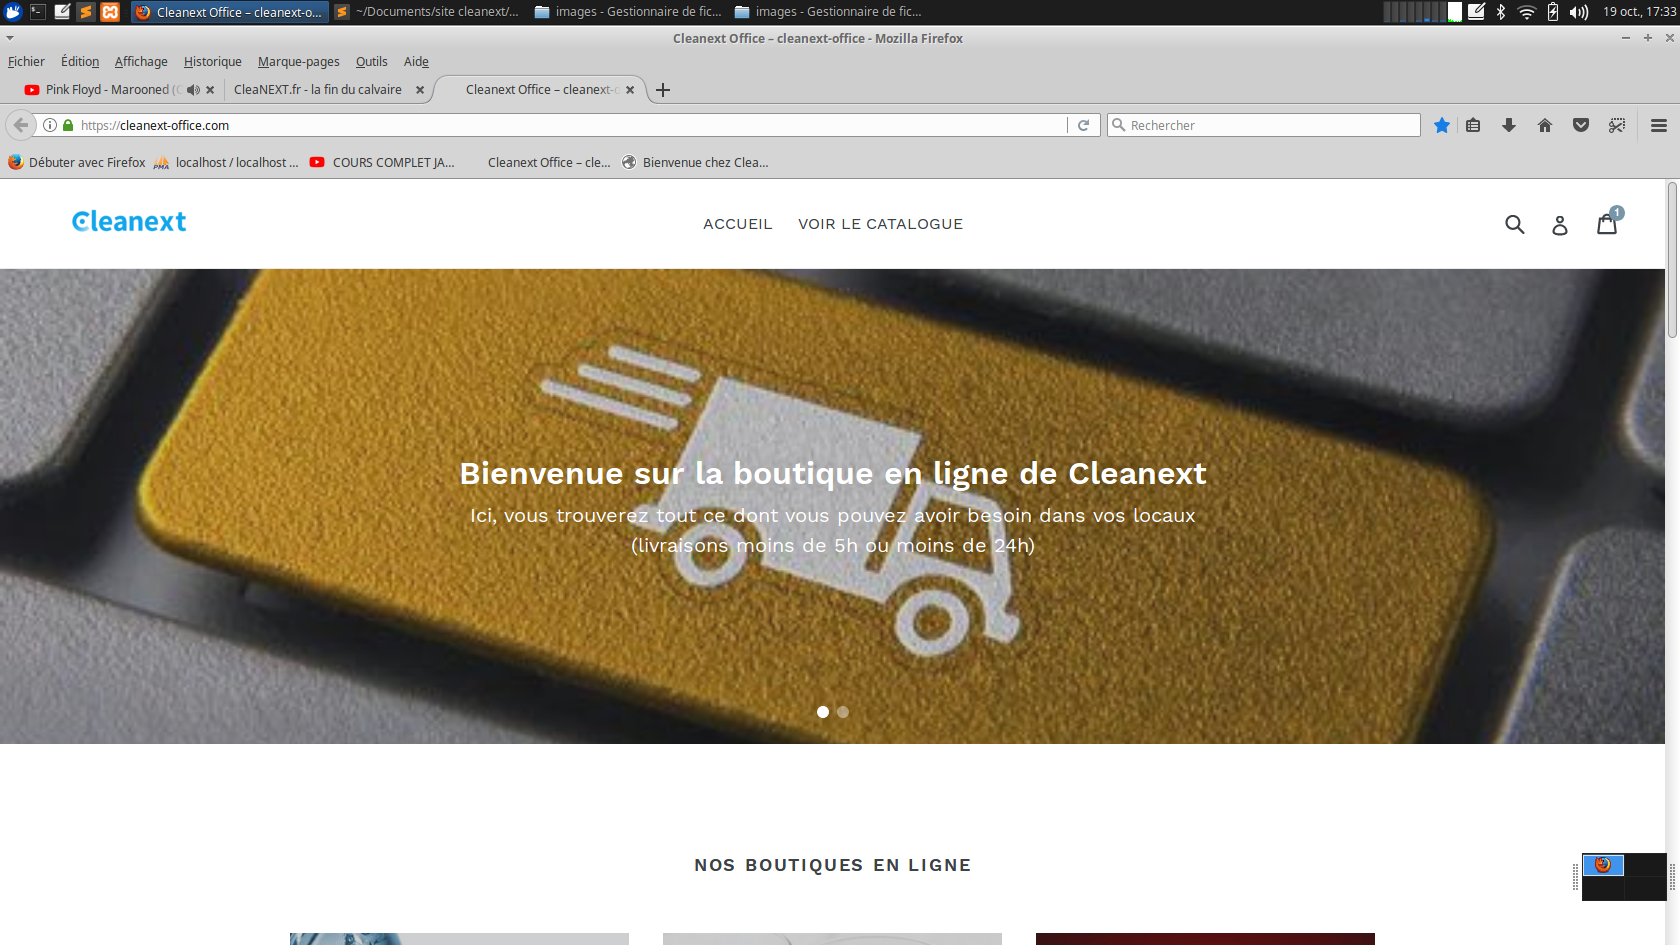 Cleanext Office – cleanext-o...
~/Documents/site cleanext/...
images - Gestionnaire de fic...
images - Gestionnaire de fic...
19 oct., 17:33
Cleanext Office – cleanext-office - Mozilla Firefox
Fichier Édition Affichage Historique Marque-pages Outils Aide
Pink Floyd - Marooned (C
CleaNEXT.fr - la fin du calvaire
Cleanext Office – cleanext-o
https://cleanext-office.com
Rechercher
Débuter avec Firefox
PMA
localhost / localhost ...
COURS COMPLET JA...
Cleanext Office – cle...
Bienvenue chez Clea...
Cleanext
ACCUEIL VOIR LE CATALOGUE
1
Bienvenue sur la boutique en ligne de Cleanext
Ici, vous trouverez tout ce dont vous pouvez avoir besoin dans vos locaux
(livraisons moins de 5h ou moins de 24h)
NOS BOUTIQUES EN LIGNE